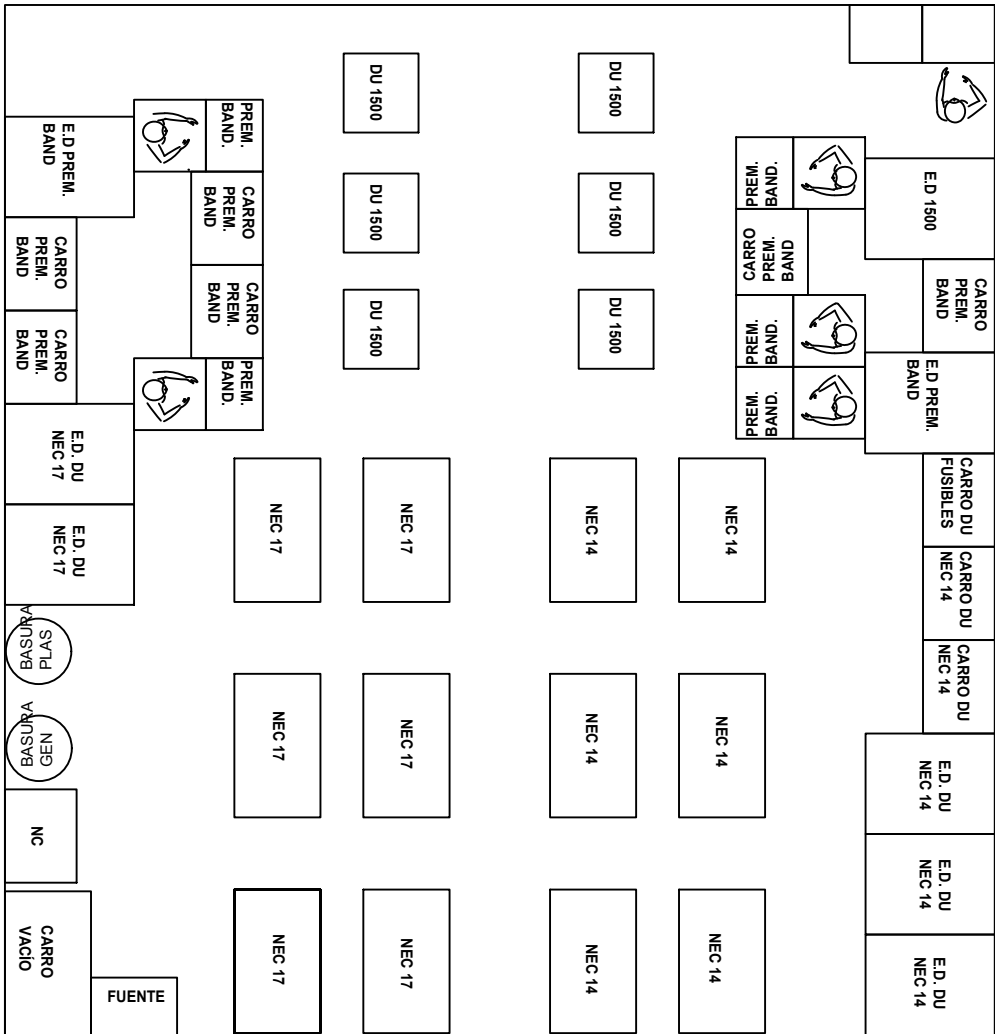 DU 1500
DU 1500
PREM.
BAND.
E.D PREM.
BAND
PREM.
BAND.
E.D 1500
CARRO
PREM.
BAND
DU 1500
DU 1500
CARRO
PREM.
BAND
CARRO
PREM.
BAND
CARRO
PREM.
BAND
CARRO
PREM.
BAND
DU 1500
DU 1500
PREM.
BAND.
CARRO
PREM.
BAND
PREM.
BAND.
PREM.
BAND.
E.D PREM.
BAND
E.D. DU
NEC 17
E.D. DU
NEC 17
NEC 17
NEC 17
NEC 14
NEC 14
CARRO DU
FUSIBLES
CARRO DU
NEC 14
CARRO DU
NEC 14
BASURA
PLAS
BASURA
GEN
NEC 17
NEC 17
NEC 14
NEC 14
E.D. DU
NEC 14
E.D. DU
NEC 14
NC
CARRO
VACÍO
FUENTE
NEC 17
NEC 17
NEC 14
NEC 14
E.D. DU
NEC 14